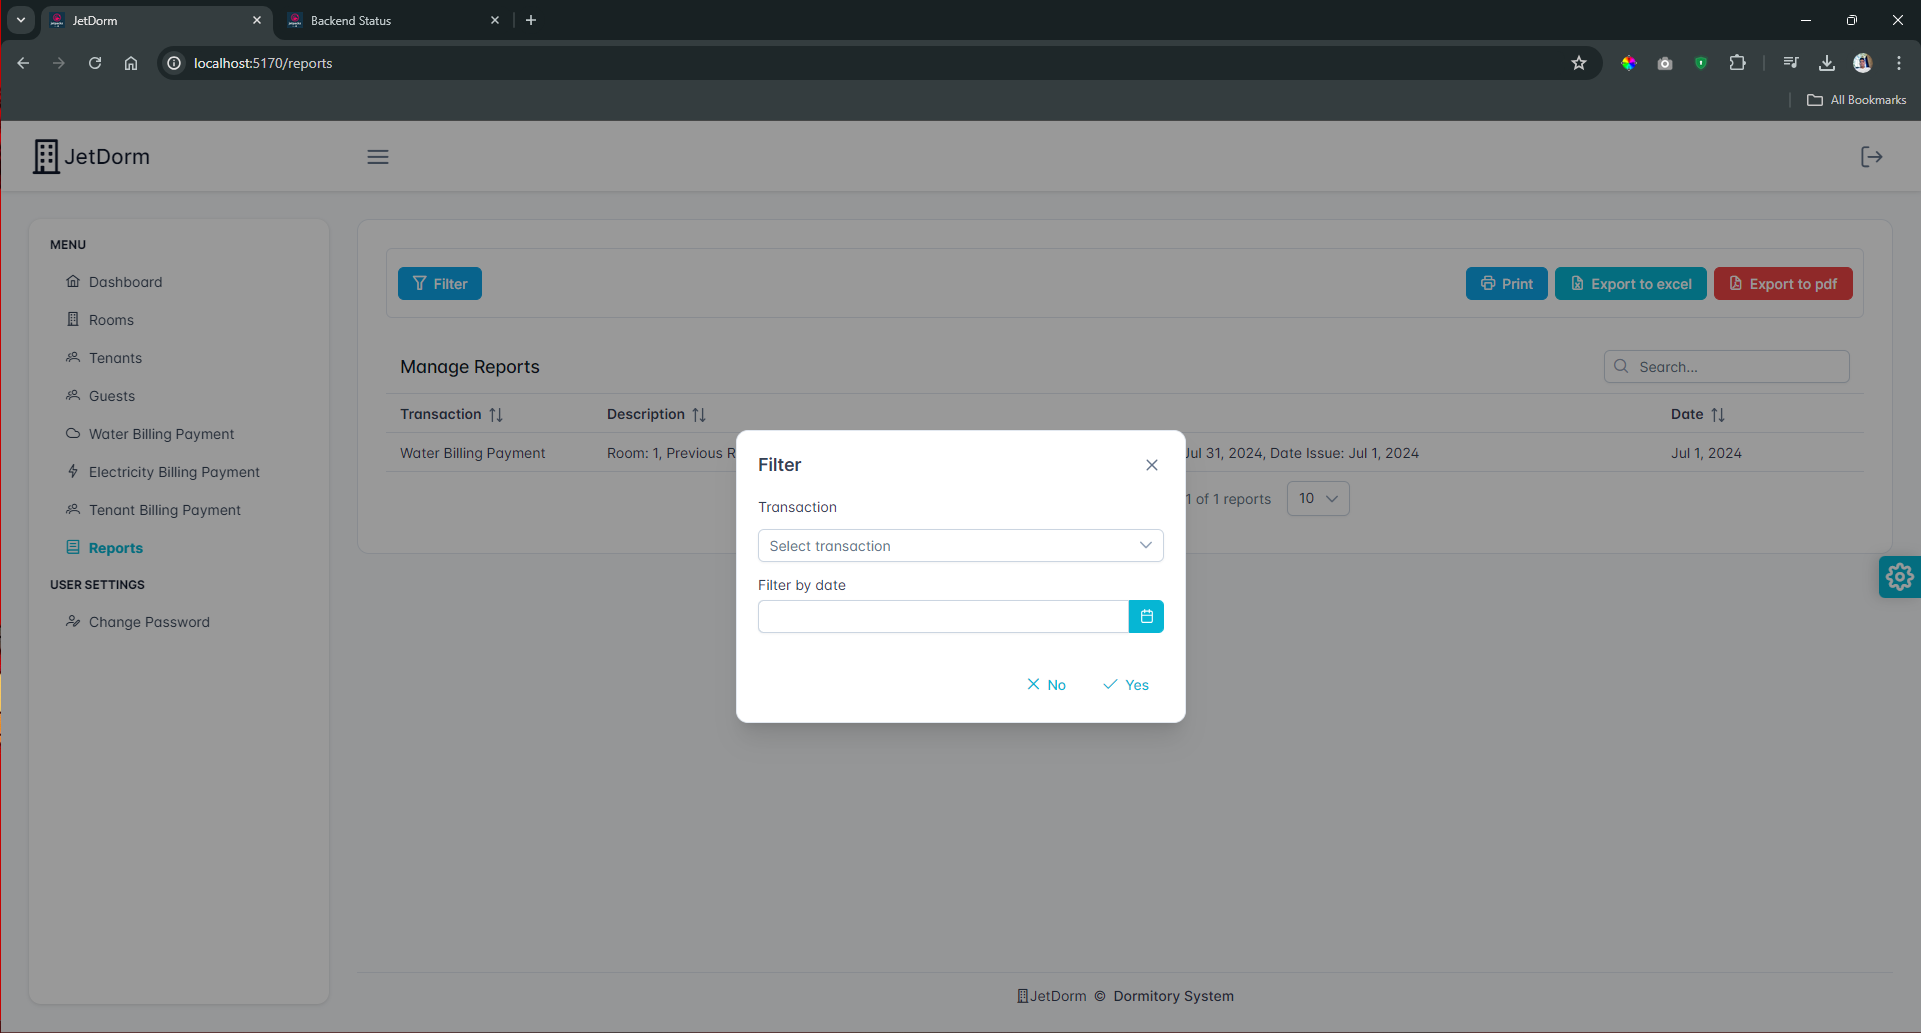 JetDorm
Backend Status
localhost:5170/reports
All Bookmarks
JetDorm
MENU
Dashboard
Rooms
Tenants
Guests
Water Billing Payment
Electricity Billing Payment
Tenant Billing Payment
Reports
USER SETTINGS
Change Password
Filter
Print
Export to excel
Export to pdf
Manage Reports
Search...
Transaction Description Date
Water Billing Payment Room: 1, Previous R Jul 31, 2024, Date Issue: Jul 1, 2024 Jul 1, 2024
1 of 1 reports 10
Filter
Transaction
Select transaction
Filter by date
No Yes
JetDorm © Dormitory System